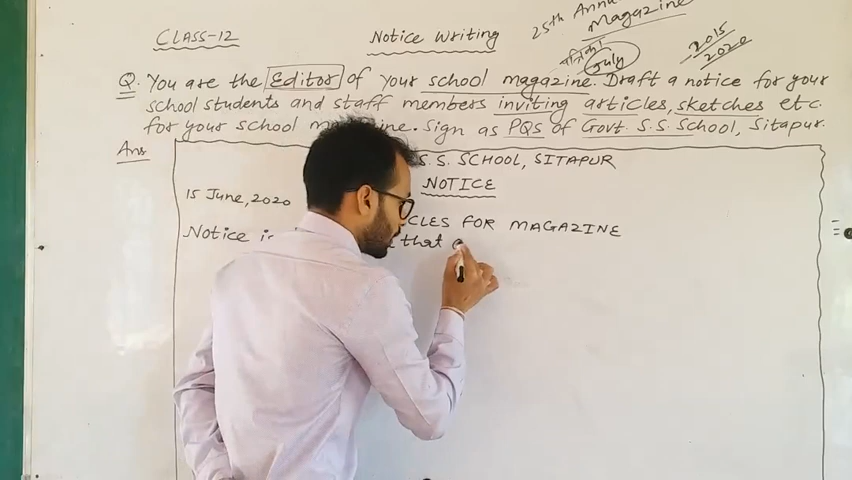 CLASS-12
Notice Writing
25th Annu
Magazine
July
2015
2020
Q. You are the Editor of your school magazine. Draft a notice for your
school students and staff members inviting articles, sketches etc.
for your school magazine. Sign as PQS of Govt. S.S. School, Sitapur.
Ans
S. S. SCHOOL, SITAPUR
NOTICE
15 June, 2020
CLES FOR MAGAZINE
Notice is that